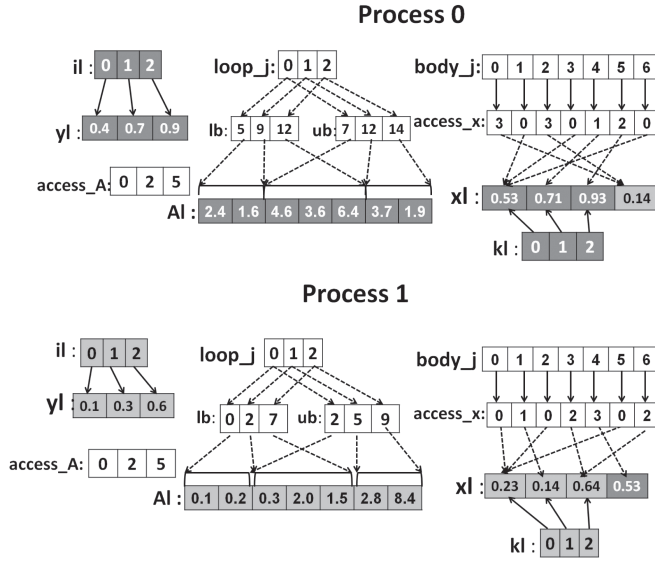 Process 0
il : 0 1 2
loop_j: 0 1 2
body_j: 0 1 2 3 4 5 6
yl : 0.4 0.7 0.9
lb: 5 9 12 ub: 7 12 14
access_x: 3 0 3 0 1 2 0
access_A: 0 2 5
Al : 2.4 1.6 4.6 3.6 6.4 3.7 1.9
xl : 0.53 0.71 0.93 0.14
kl : 0 1 2
Process 1
il : 0 1 2
loop_j 0 1 2
body_j 0 1 2 3 4 5 6
yl : 0.1 0.3 0.6
lb: 0 2 7 ub: 2 5 9
access_x: 0 1 0 2 3 0 2
access_A: 0 2 5
Al : 0.1 0.2 0.3 2.0 1.5 2.8 8.4
xl : 0.23 0.14 0.64 0.53
kl : 0 1 2